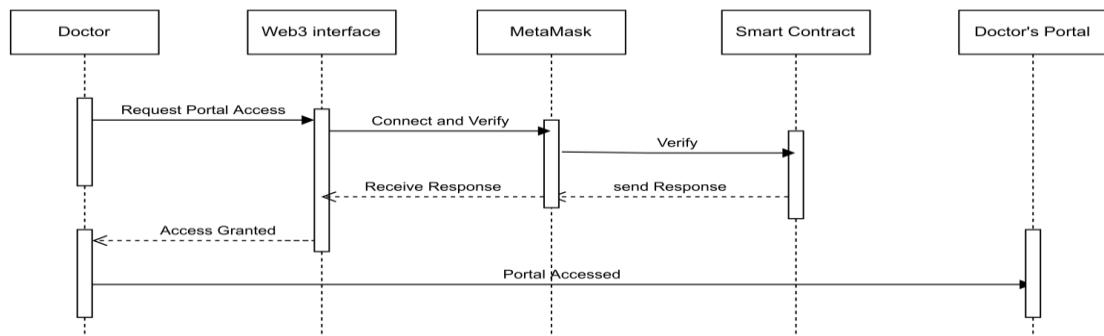 Doctor
Web3 interface
MetaMask
Smart Contract
Doctor's Portal
Request Portal Access
Connect and Verify
Verify
Receive Response
send Response
Access Granted
Portal Accessed